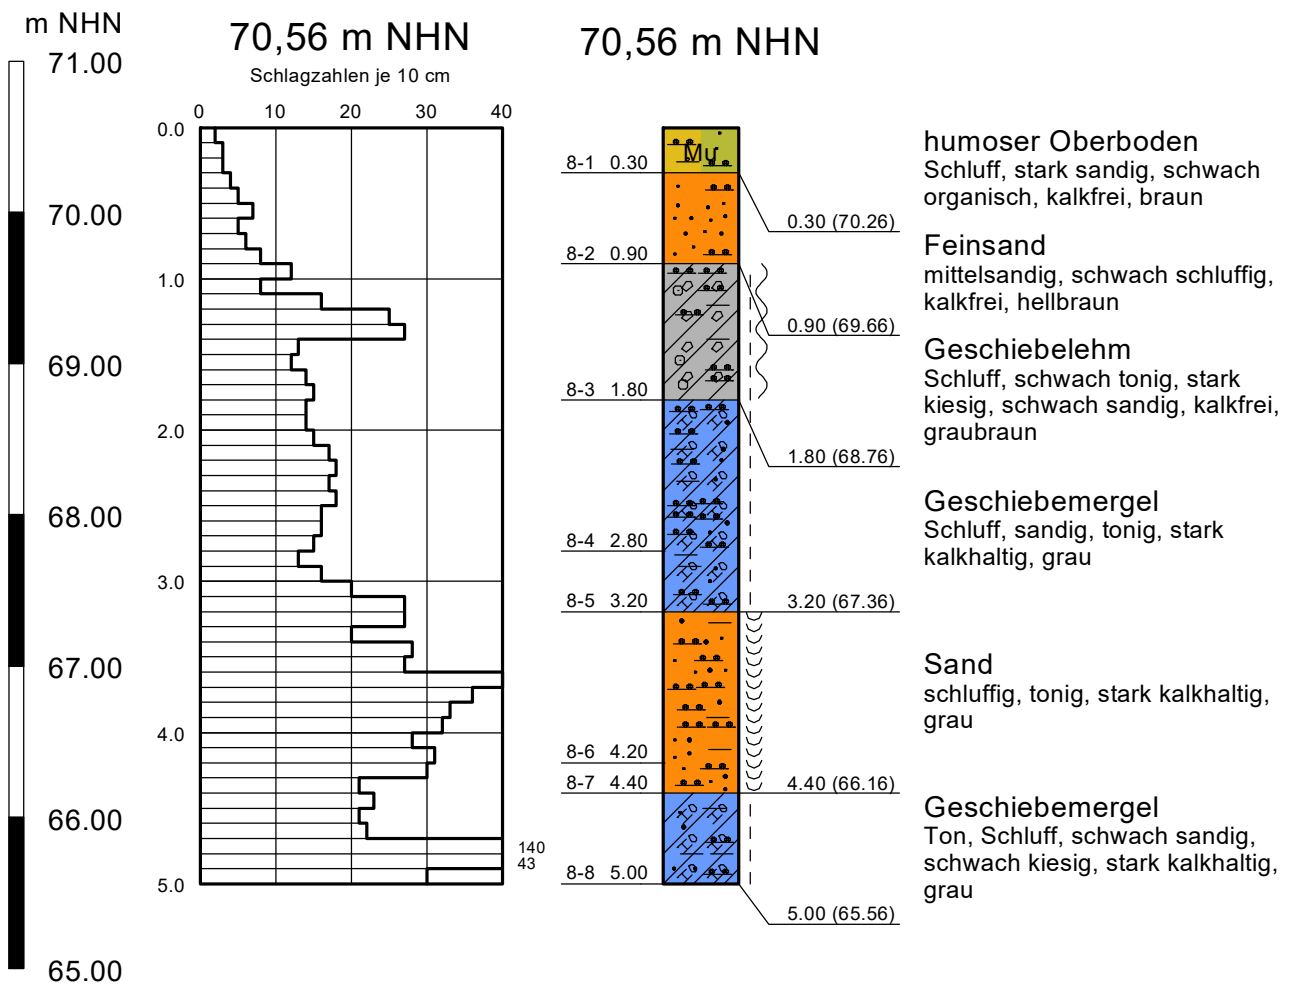 m NHN
71.00
70.00
69.00
68.00
67.00
66.00
65.00
70,56 m NHN
Schlagzahlen je 10 cm
0 10 20 30 40
0.0
1.0
2.0
3.0
4.0
5.0
140
43
70,56 m NHN
Mu
8-1 0.30
8-2 0.90
8-3 1.80
8-4 2.80
8-5 3.20
8-6 4.20
8-7 4.40
8-8 5.00
0.30 (70.26)
0.90 (69.66)
1.80 (68.76)
3.20 (67.36)
4.40 (66.16)
5.00 (65.56)
humoser Oberboden
Schluff, stark sandig, schwach
organisch, kalkfrei, braun
Feinsand
mittelsandig, schwach schluffig,
kalkfrei, hellbraun
Geschiebelehm
Schluff, schwach tonig, stark
kiesig, schwach sandig, kalkfrei,
graubraun
Geschiebemergel
Schluff, sandig, tonig, stark
kalkhaltig, grau
Sand
schluffig, tonig, stark kalkhaltig,
grau
Geschiebemergel
Ton, Schluff, schwach sandig,
schwach kiesig, stark kalkhaltig,
grau